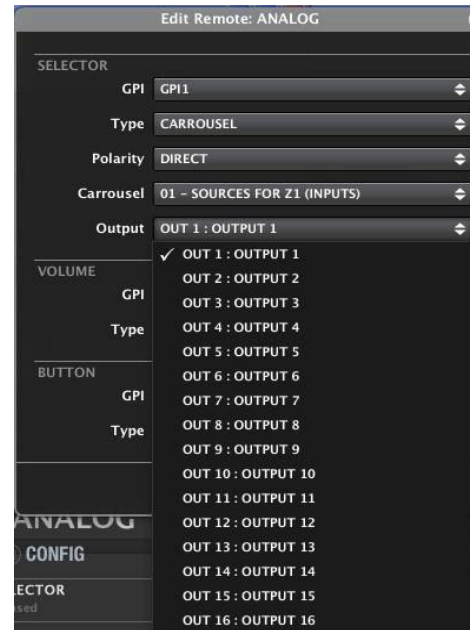 Edit Remote: ANALOG
SELECTOR
GPI GPI1
Type CARROUSEL
Polarity DIRECT
Carrousel 01 - SOURCES FOR Z1 (INPUTS)
Output OUT 1 : OUTPUT 1
✓ OUT 1 : OUTPUT 1
OUT 2 : OUTPUT 2
VOLUME
GPI
OUT 3 : OUTPUT 3
Type
OUT 4 : OUTPUT 4
OUT 5 : OUTPUT 5
BUTTON
OUT 6 : OUTPUT 6
GPI
OUT 7 : OUTPUT 7
Type
OUT 8 : OUTPUT 8
OUT 9 : OUTPUT 9
OUT 10 : OUTPUT 10
OUT 11 : OUTPUT 11
ANALOG
OUT 12 : OUTPUT 12
CONFIG
OUT 13 : OUTPUT 13
OUT 14 : OUTPUT 14
LECTOR
OUT 15 : OUTPUT 15
used
OUT 16 : OUTPUT 16